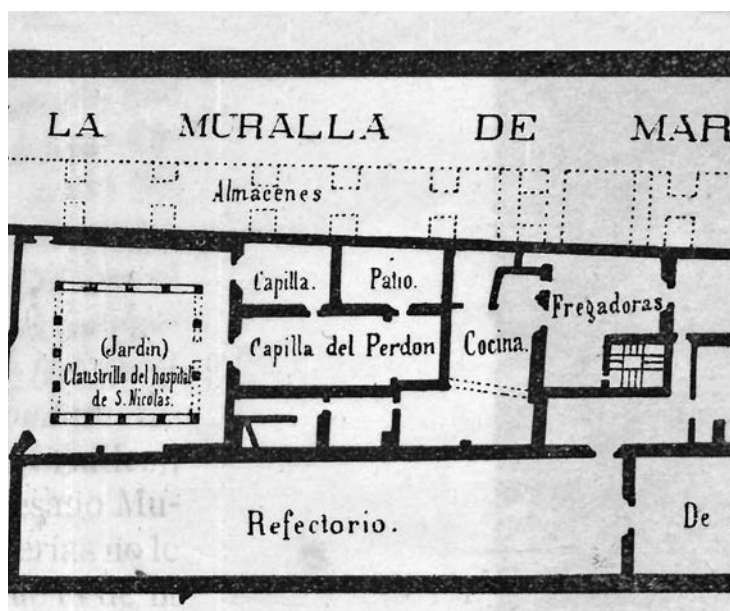 LA MURALLA DE MAR
Almacenes
Capilla.
Patio.
Fregadoras
(Jardin)
Claustrillo del hospital
de S. Nicolas.
Capilla del Perdon
Cocina.
Refectorio.
De